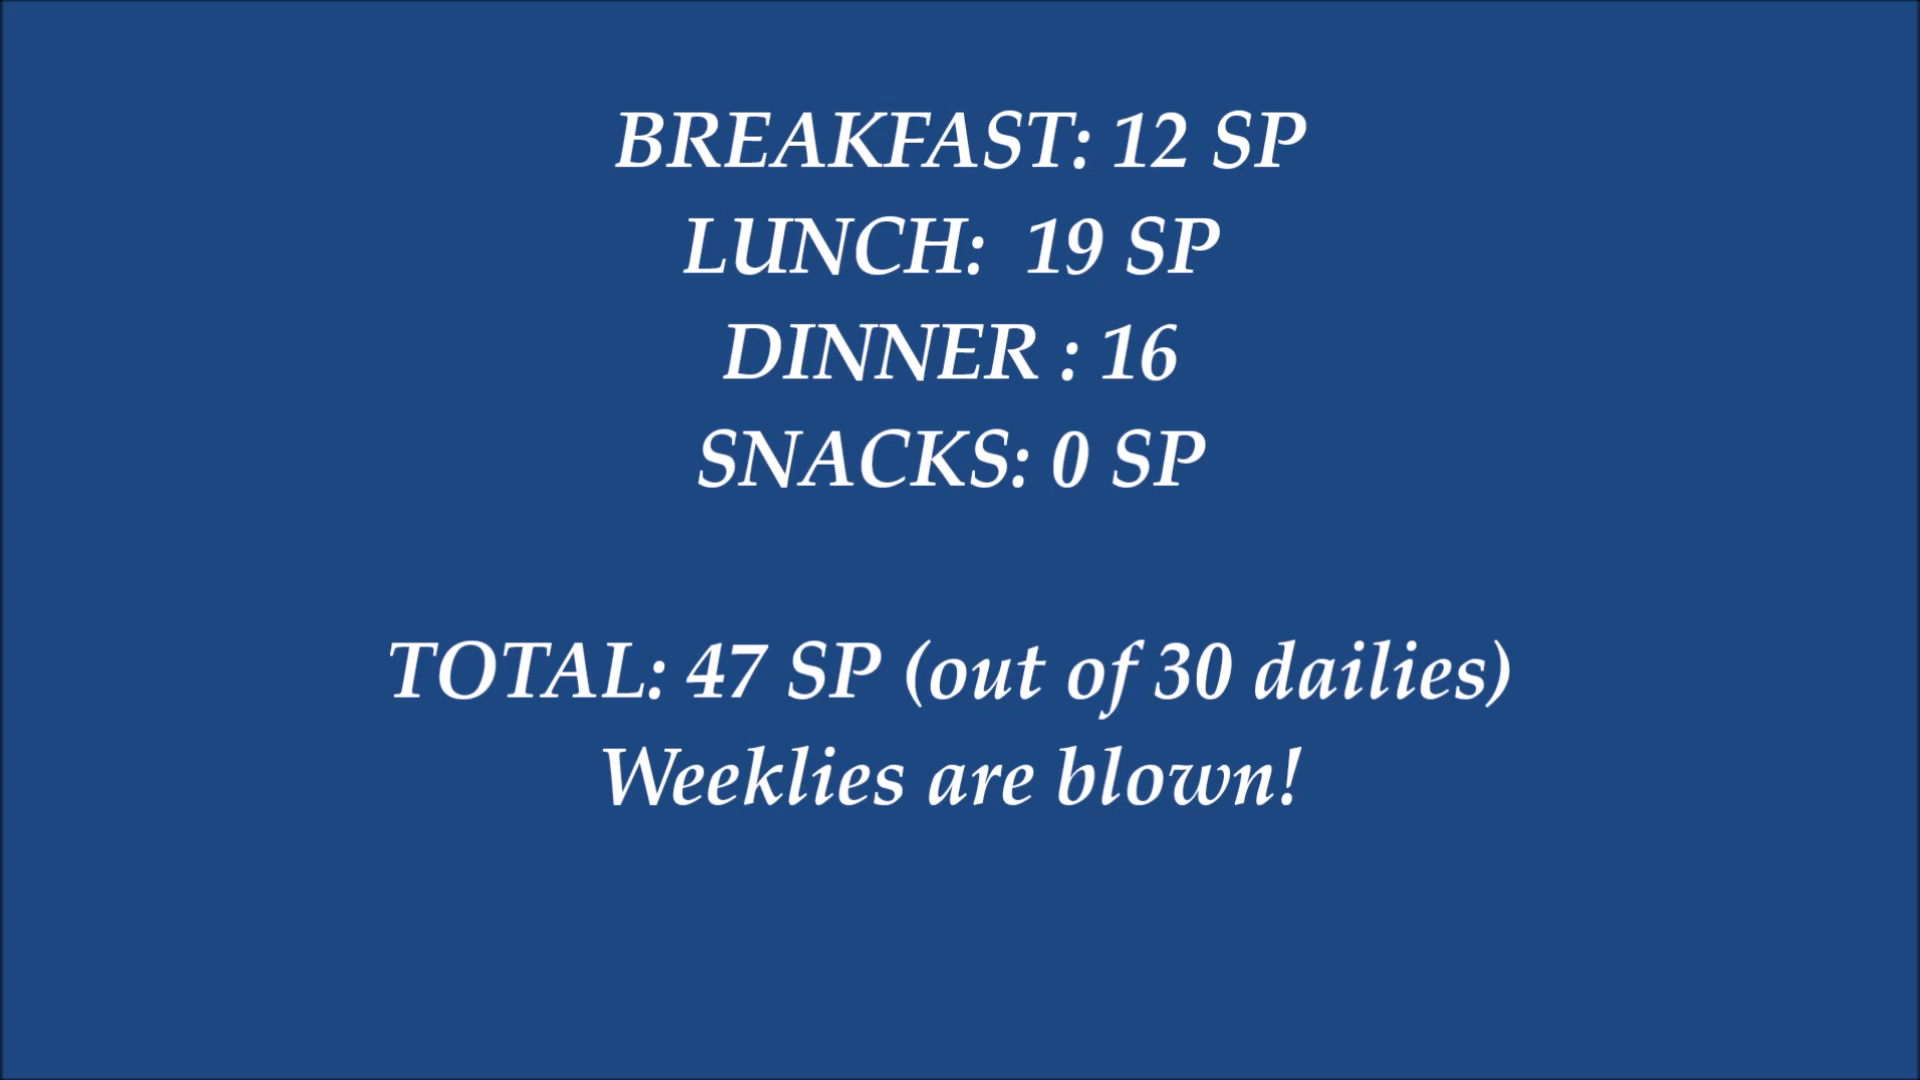 BREAKFAST: 12 SP
LUNCH:  19 SP
DINNER : 16
SNACKS: 0 SP
TOTAL: 47 SP (out of 30 dailies)
Weeklies are blown!